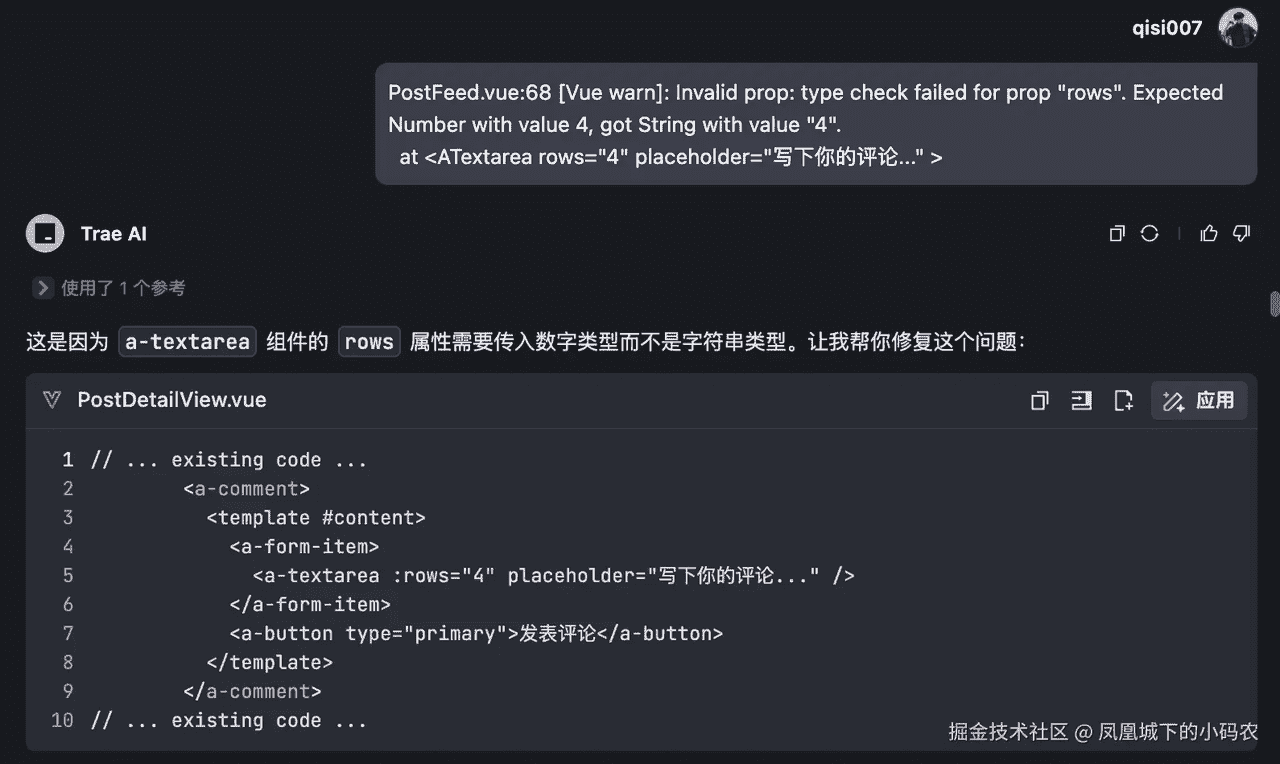 qisi007
PostFeed.vue:68 [Vue warn]: Invalid prop: type check failed for prop "rows". Expected
Number with value 4, got String with value "4".
at <ATextarea rows="4" placeholder="写下你的评论..." >
Trae AI
使用了 1 个参考
这是因为 a-textarea 组件的 rows 属性需要传入数字类型而不是字符串类型。让我帮你修复这个问题：
PostDetailView.vue
应用
1 // ... existing code ...
2 <a-comment>
3 <template #content>
4 <a-form-item>
5 <a-textarea :rows="4" placeholder="写下你的评论..." />
6 </a-form-item>
7 <a-button type="primary">发表评论</a-button>
8 </template>
9 </a-comment>
10 // ... existing code ...
掘金技术社区 @ 凤凰城下的小码农